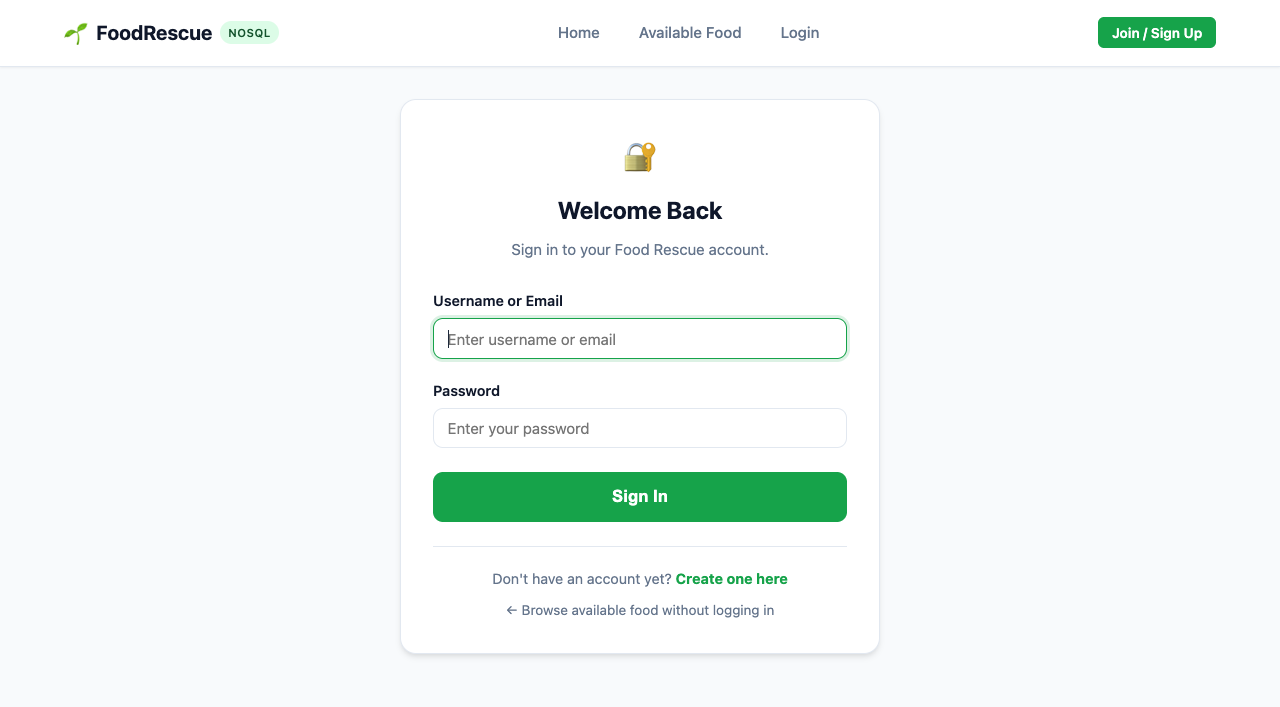 FoodRescue NOSQL
Home Available Food Login
Join / Sign Up
Welcome Back
Sign in to your Food Rescue account.
Username or Email
Enter username or email
Password
Enter your password
Sign In
Don't have an account yet? Create one here
← Browse available food without logging in